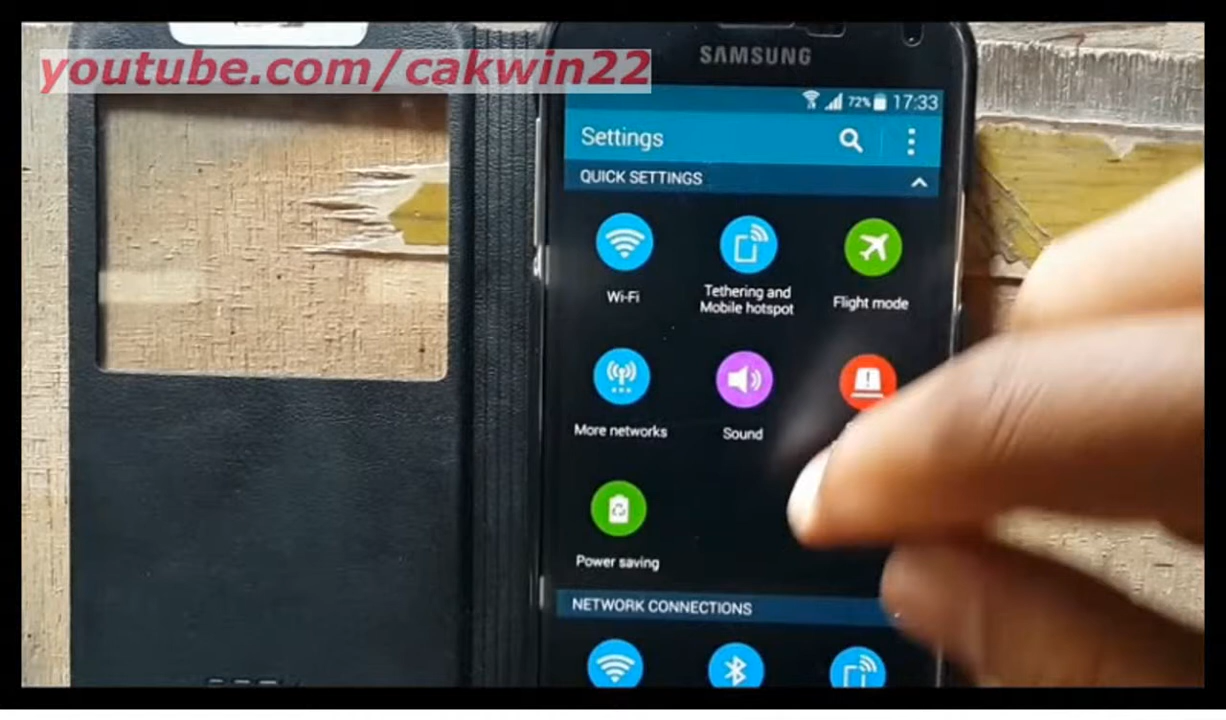 youtube.com/cakwin22
SAMSUNG
72% 17:33
Settings
QUICK SETTINGS
Wi-Fi
Tethering and
Mobile hotspot
Flight mode
More networks
Sound
Power saving
NETWORK CONNECTIONS